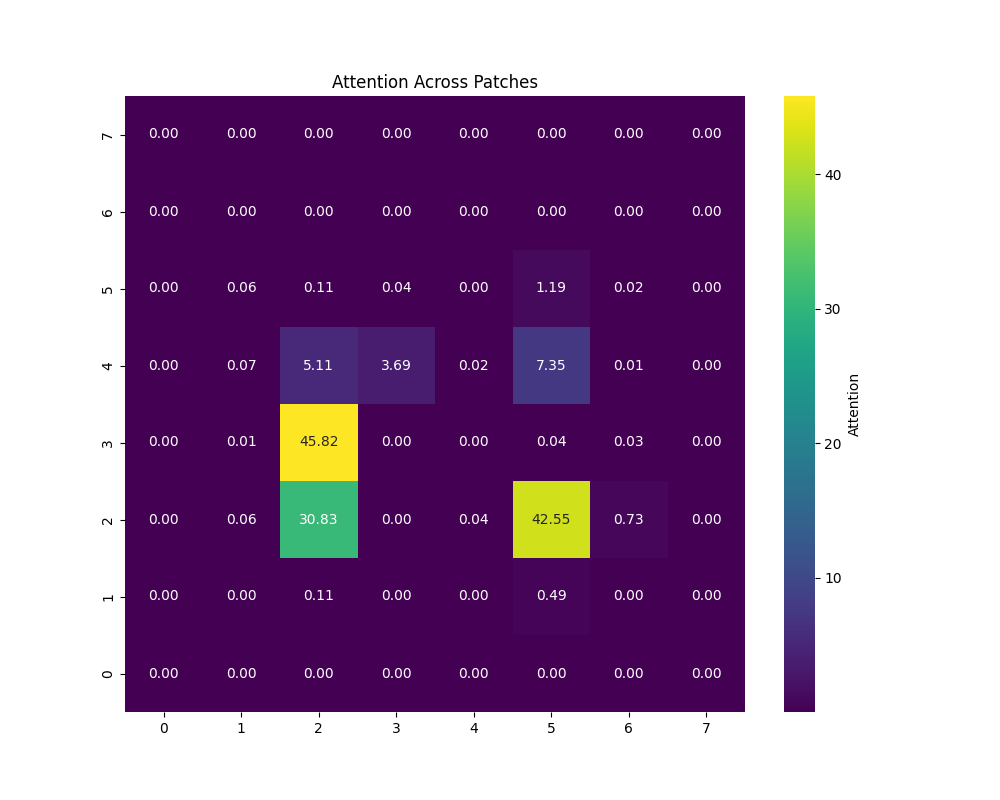 Attention Across Patches
7 0.00 0.00 0.00 0.00 0.00 0.00 0.00 0.00
6 0.00 0.00 0.00 0.00 0.00 0.00 0.00 0.00
5 0.00 0.06 0.11 0.04 0.00 1.19 0.02 0.00
4 0.00 0.07 5.11 3.69 0.02 7.35 0.01 0.00
3 0.00 0.01 45.82 0.00 0.00 0.04 0.03 0.00
2 0.00 0.06 30.83 0.00 0.04 42.55 0.73 0.00
1 0.00 0.00 0.11 0.00 0.00 0.49 0.00 0.00
0 0.00 0.00 0.00 0.00 0.00 0.00 0.00 0.00
0 1 2 3 4 5 6 7
40
30
20
10
Attention